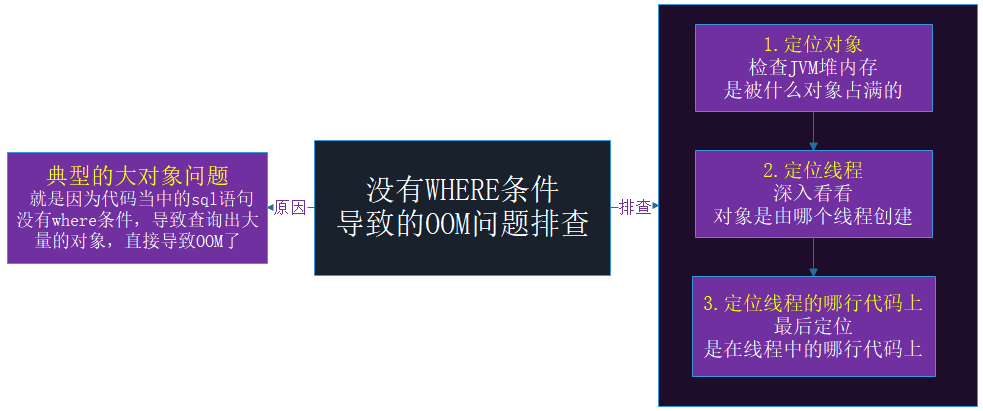 典型的大对象问题
就是因为代码当中的sql语句
没有where条件，导致查询出大
量的对象，直接导致OOM了
原因
没有WHERE条件
导致的OOM问题排查
排查
1.定位对象
检查JVM堆内存
是被什么对象占满的
2.定位线程
深入看看
对象是由哪个线程创建
3.定位线程的哪行代码上
最后定位
是在线程中的哪行代码上